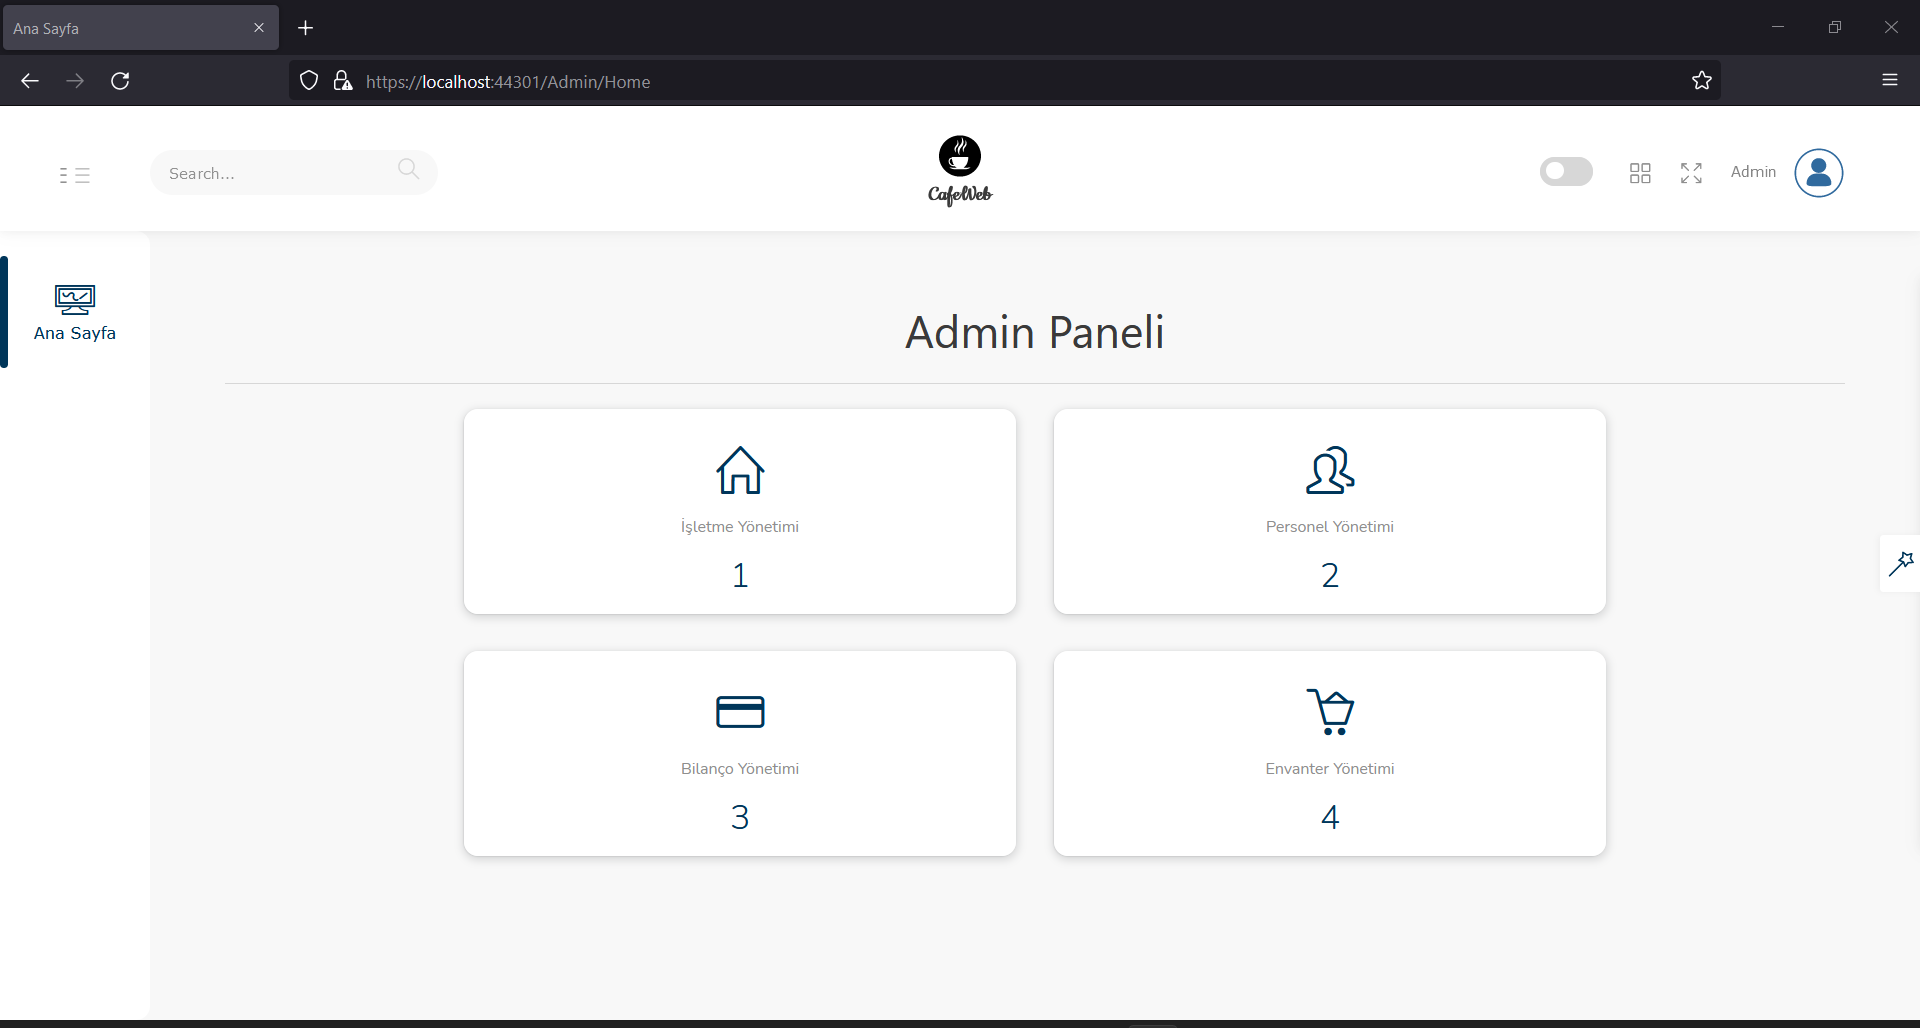 Ana Sayfa
https://localhost:44301/Admin/Home
Search...
CafeWeb
Admin
Ana Sayfa
Admin Paneli
İşletme Yönetimi
1
Personel Yönetimi
2
Bilanço Yönetimi
3
Envanter Yönetimi
4